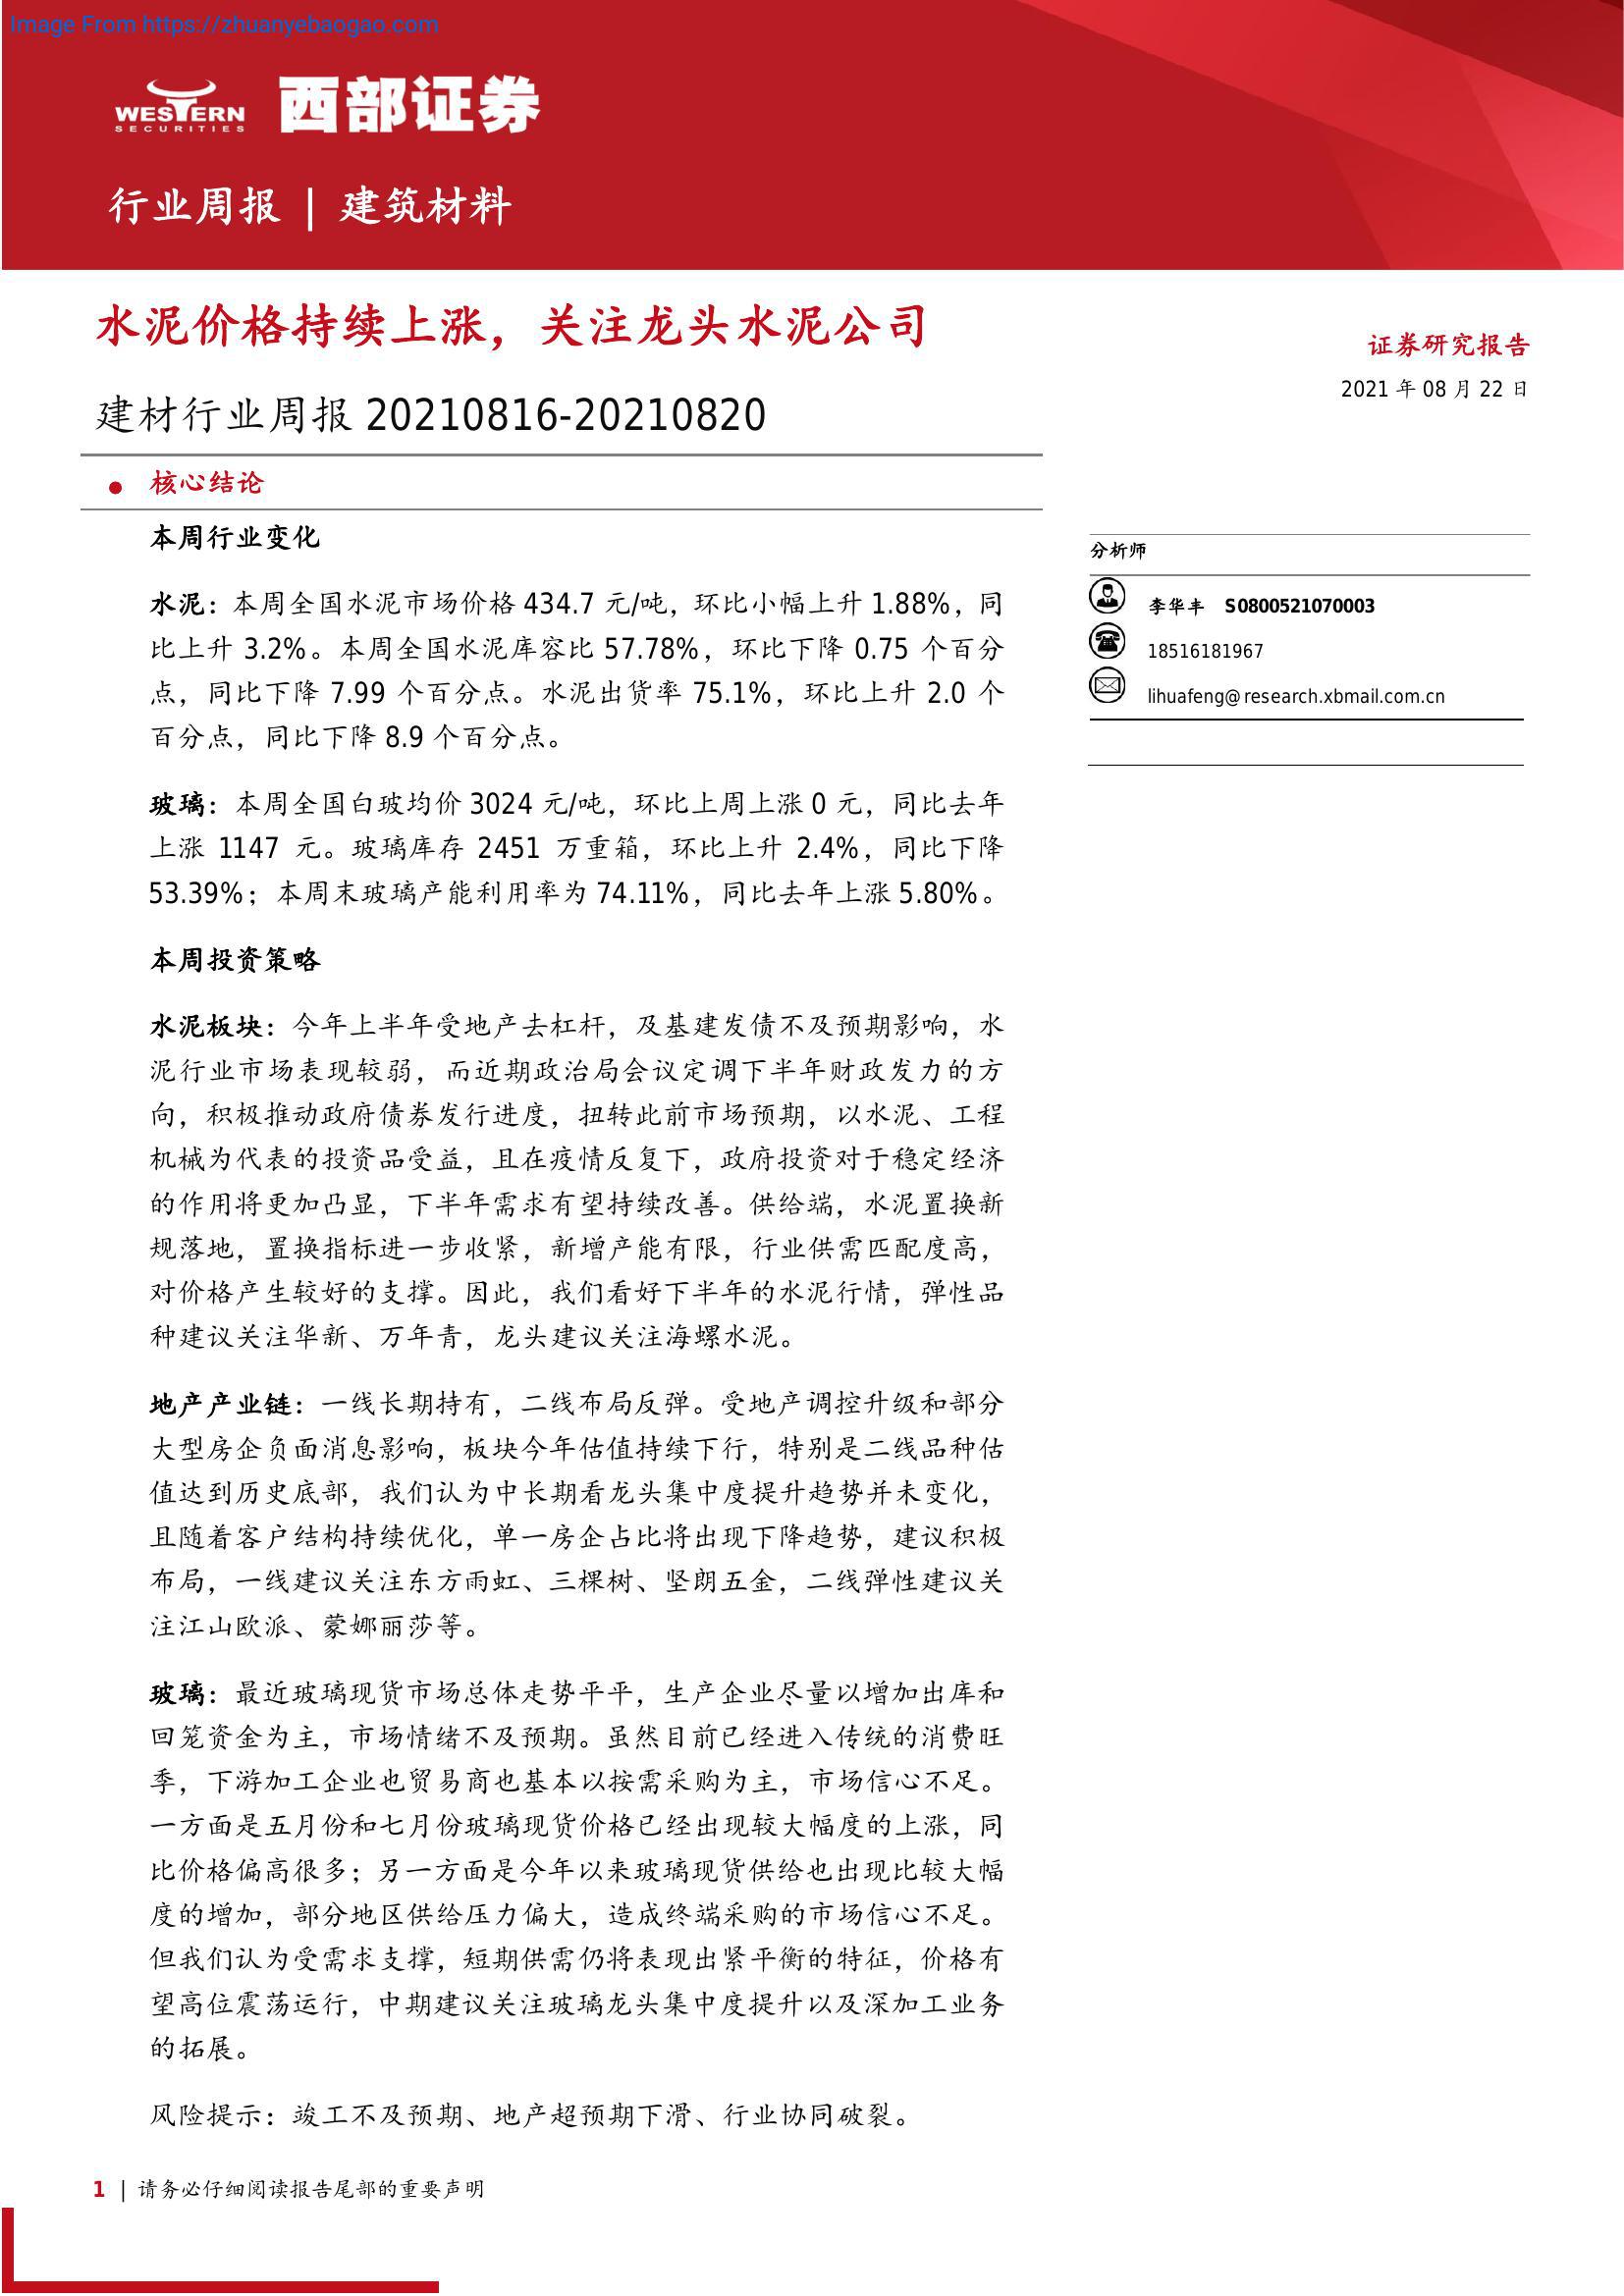 Image From https://zhuanyebaogao.com
WESTERN
SECURITIES
西部证券
行业周报 | 建筑材料
水泥价格持续上涨，关注龙头水泥公司
建材行业周报 20210816-20210820
证券研究报告
2021 年 08 月 22 日
● 核心结论
本周行业变化
水泥：本周全国水泥市场价格 434.7 元/吨，环比小幅上升 1.88%，同
比上升 3.2%。本周全国水泥库容比 57.78%，环比下降 0.75 个百分
点，同比下降 7.99 个百分点。水泥出货率 75.1%，环比上升 2.0 个
百分点，同比下降 8.9 个百分点。
玻璃：本周全国白玻均价 3024 元/吨，环比上周上涨 0 元，同比去年
上涨 1147 元。玻璃库存 2451 万重箱，环比上升 2.4%，同比下降
53.39%；本周末玻璃产能利用率为 74.11%，同比去年上涨 5.80%。
本周投资策略
水泥板块：今年上半年受地产去杠杆，及基建发债不及预期影响，水
泥行业市场表现较弱，而近期政治局会议定调下半年财政发力的方
向，积极推动政府债券发行进度，扭转此前市场预期，以水泥、工程
机械为代表的投资品受益，且在疫情反复下，政府投资对于稳定经济
的作用将更加凸显，下半年需求有望持续改善。供给端，水泥置换新
规落地，置换指标进一步收紧，新增产能有限，行业供需匹配度高，
对价格产生较好的支撑。因此，我们看好下半年的水泥行情，弹性品
种建议关注华新、万年青，龙头建议关注海螺水泥。
地产产业链：一线长期持有，二线布局反弹。受地产调控升级和部分
大型房企负面消息影响，板块今年估值持续下行，特别是二线品种估
值达到历史底部，我们认为中长期看龙头集中度提升趋势并未变化，
且随着客户结构持续优化，单一房企占比将出现下降趋势，建议积极
布局，一线建议关注东方雨虹、三棵树、坚朗五金，二线弹性建议关
注江山欧派、蒙娜丽莎等。
玻璃：最近玻璃现货市场总体走势平平，生产企业尽量以增加出库和
回笼资金为主，市场情绪不及预期。虽然目前已经进入传统的消费旺
季，下游加工企业也贸易商也基本以按需采购为主，市场信心不足。
一方面是五月份和七月份玻璃现货价格已经出现较大幅度的上涨，同
比价格偏高很多；另一方面是今年以来玻璃现货供给也出现比较大幅
度的增加，部分地区供给压力偏大，造成终端采购的市场信心不足。
但我们认为受需求支撑，短期供需仍将表现出紧平衡的特征，价格有
望高位震荡运行，中期建议关注玻璃龙头集中度提升以及深加工业务
的拓展。
风险提示：竣工不及预期、地产超预期下滑、行业协同破裂。
分析师
李华丰 S0800521070003
18516181967
lihuafeng@research.xbmail.com.cn
1 | 请务必仔细阅读报告尾部的重要声明